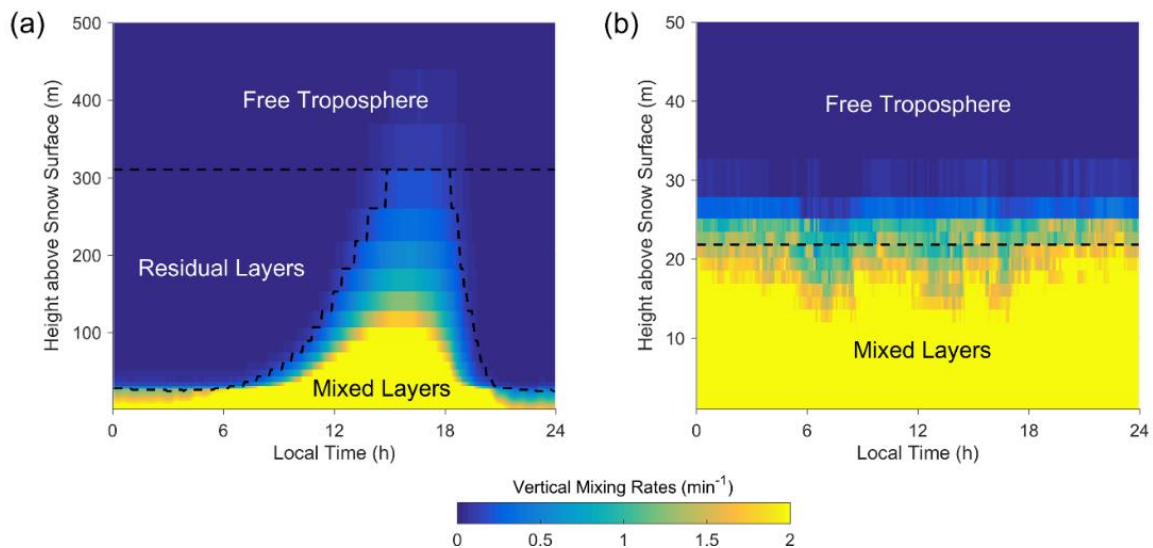 (a)
500
400
300
200
100
Height above Snow Surface (m)
Free Troposphere
Residual Layers
Mixed Layers
0 6 12 18 24
Local Time (h)
(b)
50
40
30
20
10
Height above Snow Surface (m)
Free Troposphere
Mixed Layers
0 6 12 18 24
Local Time (h)
Vertical Mixing Rates (min⁻¹)
0 0.5 1 1.5 2